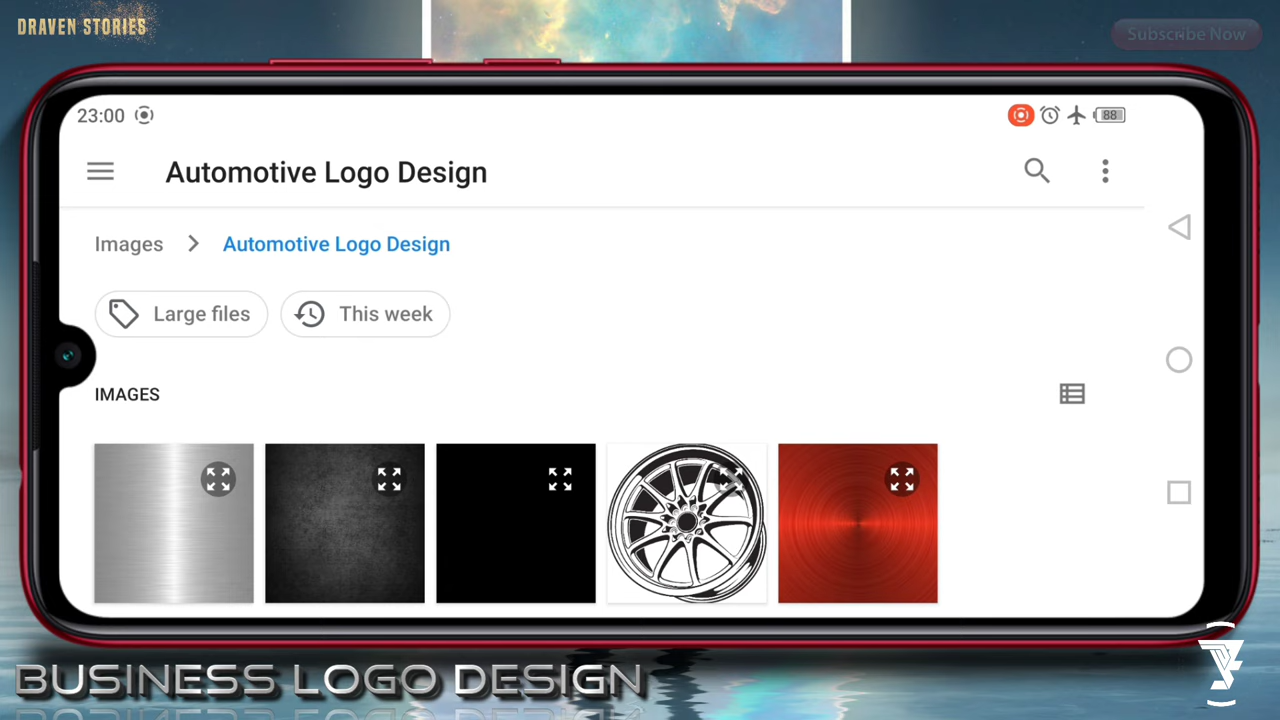 DRAVEN STORIES
Subscribe Now
23:00
88
Automotive Logo Design
Images
Automotive Logo Design
Large files
This week
IMAGES
BUSINESS LOGO DESIGN